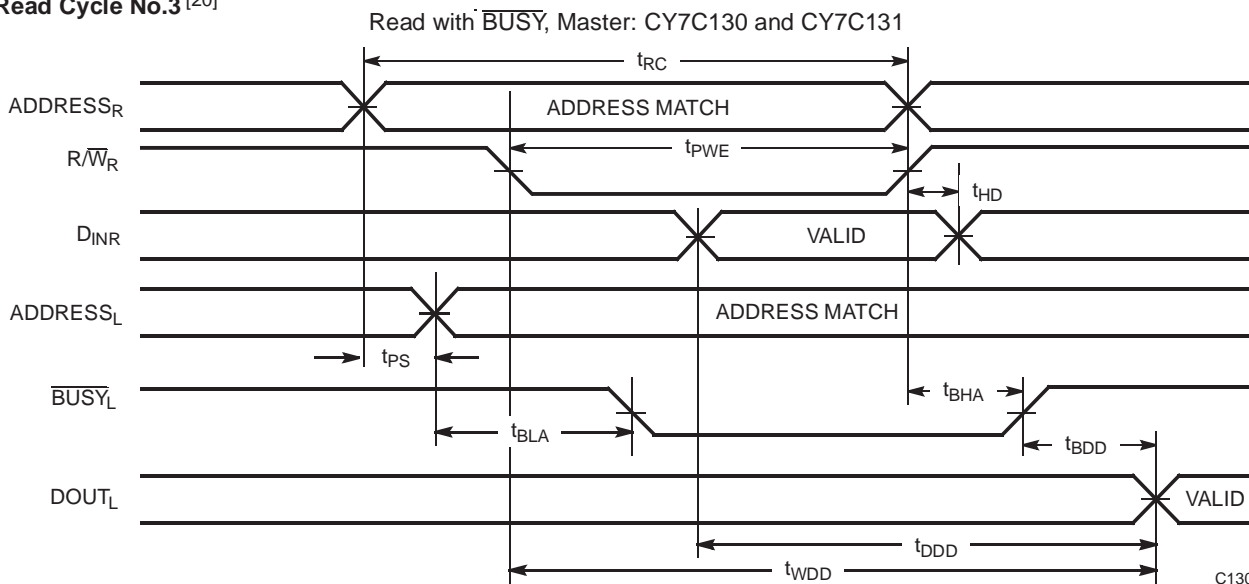 Read Cycle No.3 [20]
Read with BUSY, Master: CY7C130 and CY7C131
tRC
ADDRESSR
ADDRESS MATCH
R/WR
tPWE
tHD
DINR
VALID
ADDRESSL
ADDRESS MATCH
tPS
BUSYL
tBHA
tBLA
tBDD
DOUTL
VALID
tDDD
tWDD
C130